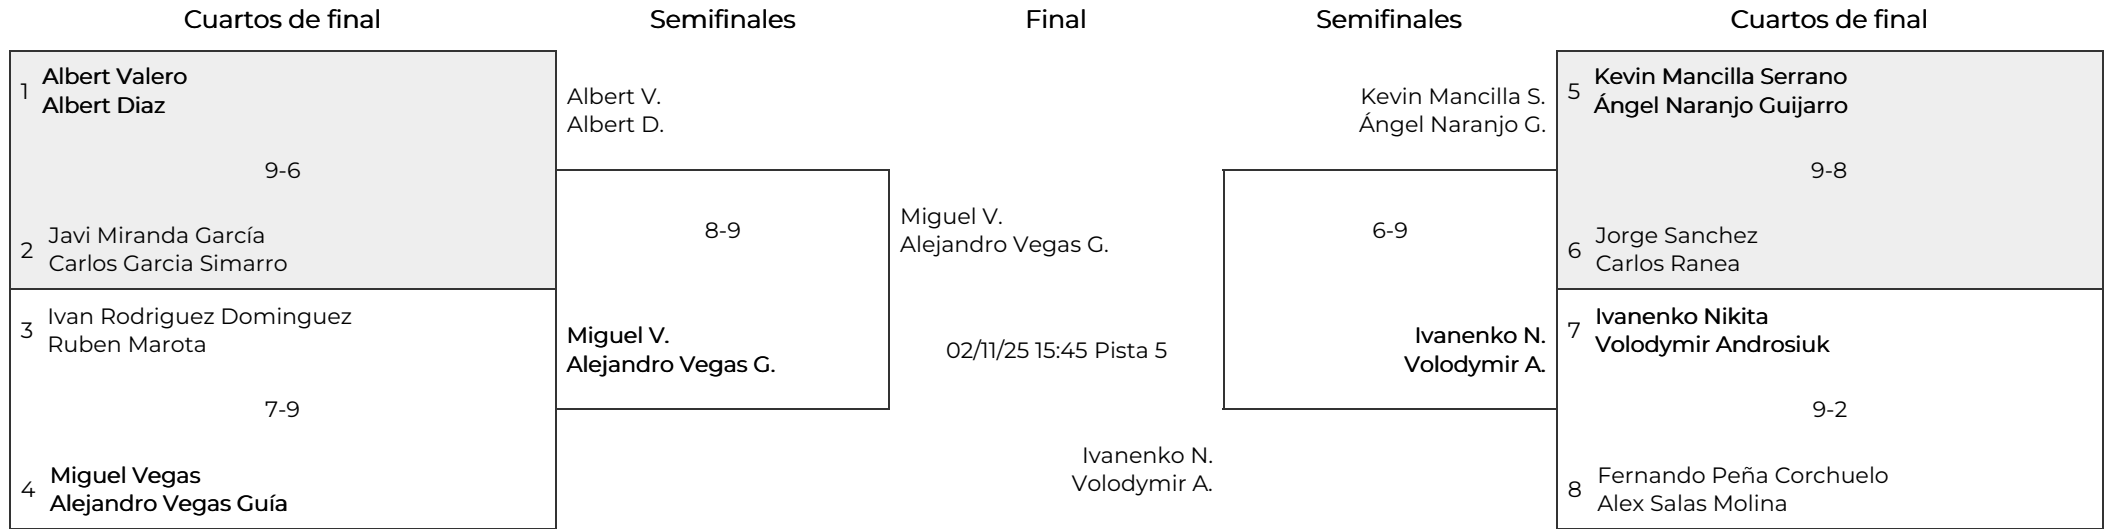 Cuartos de final
Semifinales
Final
Semifinales
Cuartos de final
1
Albert Valero
Albert Diaz
9-6
2
Javi Miranda García
Carlos Garcia Simarro
3
Ivan Rodriguez Dominguez
Ruben Marota
7-9
4
Miguel Vegas
Alejandro Vegas Guía
Albert V.
Albert D.
8-9
Miguel V.
Alejandro Vegas G.
Miguel V.
Alejandro Vegas G.
02/11/25 15:45 Pista 5
Ivanenko N.
Volodymir A.
Kevin Mancilla S.
Ángel Naranjo G.
6-9
Ivanenko N.
Volodymir A.
5
Kevin Mancilla Serrano
Ángel Naranjo Guijarro
9-8
6
Jorge Sanchez
Carlos Ranea
7
Ivanenko Nikita
Volodymir Androsiuk
9-2
8
Fernando Peña Corchuelo
Alex Salas Molina